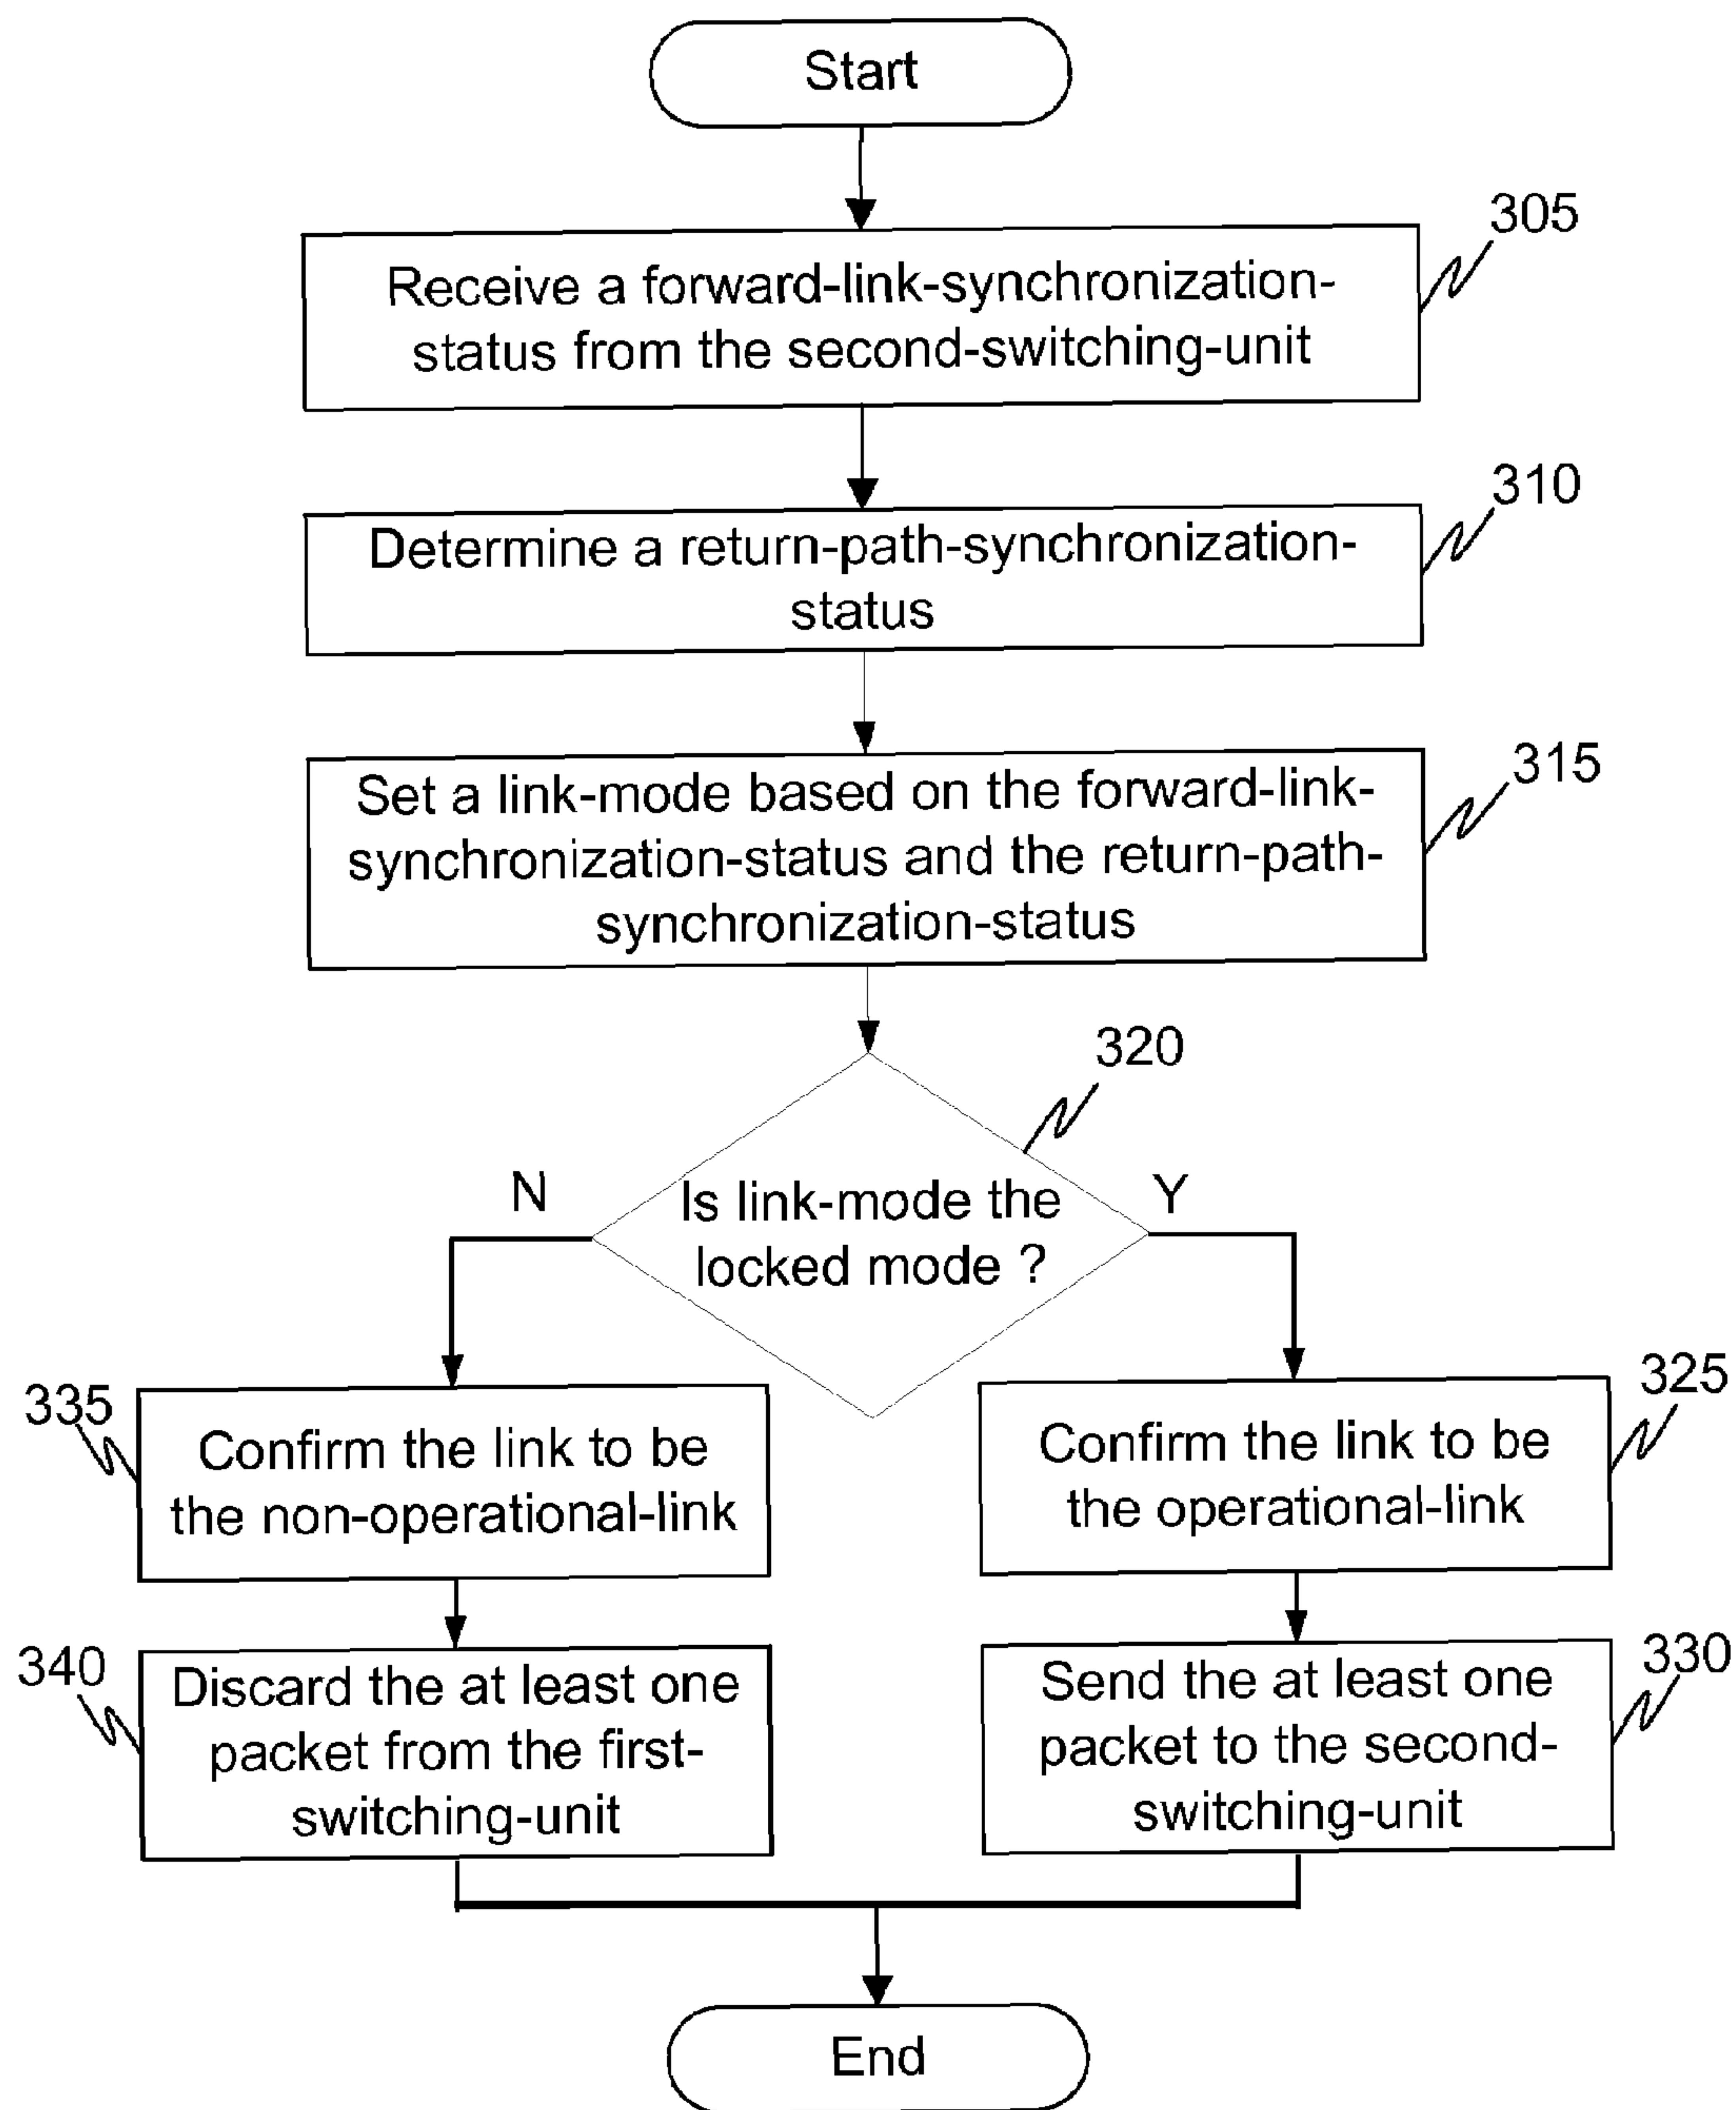 Start
305
Receive a forward-link-synchronization-
status from the second-switching-unit
310
Determine a return-path-synchronization-
status
315
Set a link-mode based on the forward-link-
synchronization-status and the return-path-
synchronization-status
320
N
Is link-mode the
locked mode ?
Y
335
Confirm the link to be
the non-operational-link
325
Confirm the link to be
the operational-link
340
Discard the at least one
packet from the first-
switching-unit
330
Send the at least one
packet to the second-
switching-unit
End